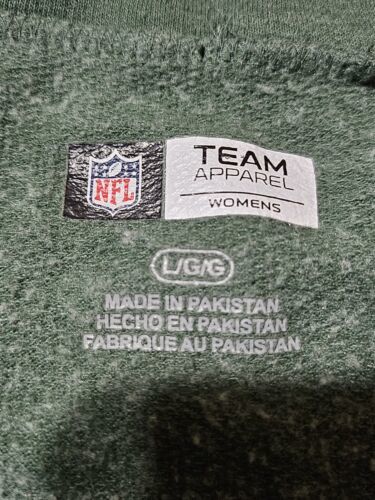 NFL
TEAM
APPAREL
WOMENS
L/G/G
MADE IN PAKISTAN
HECHO EN PAKISTAN
FABRIQUE AU PAKISTAN